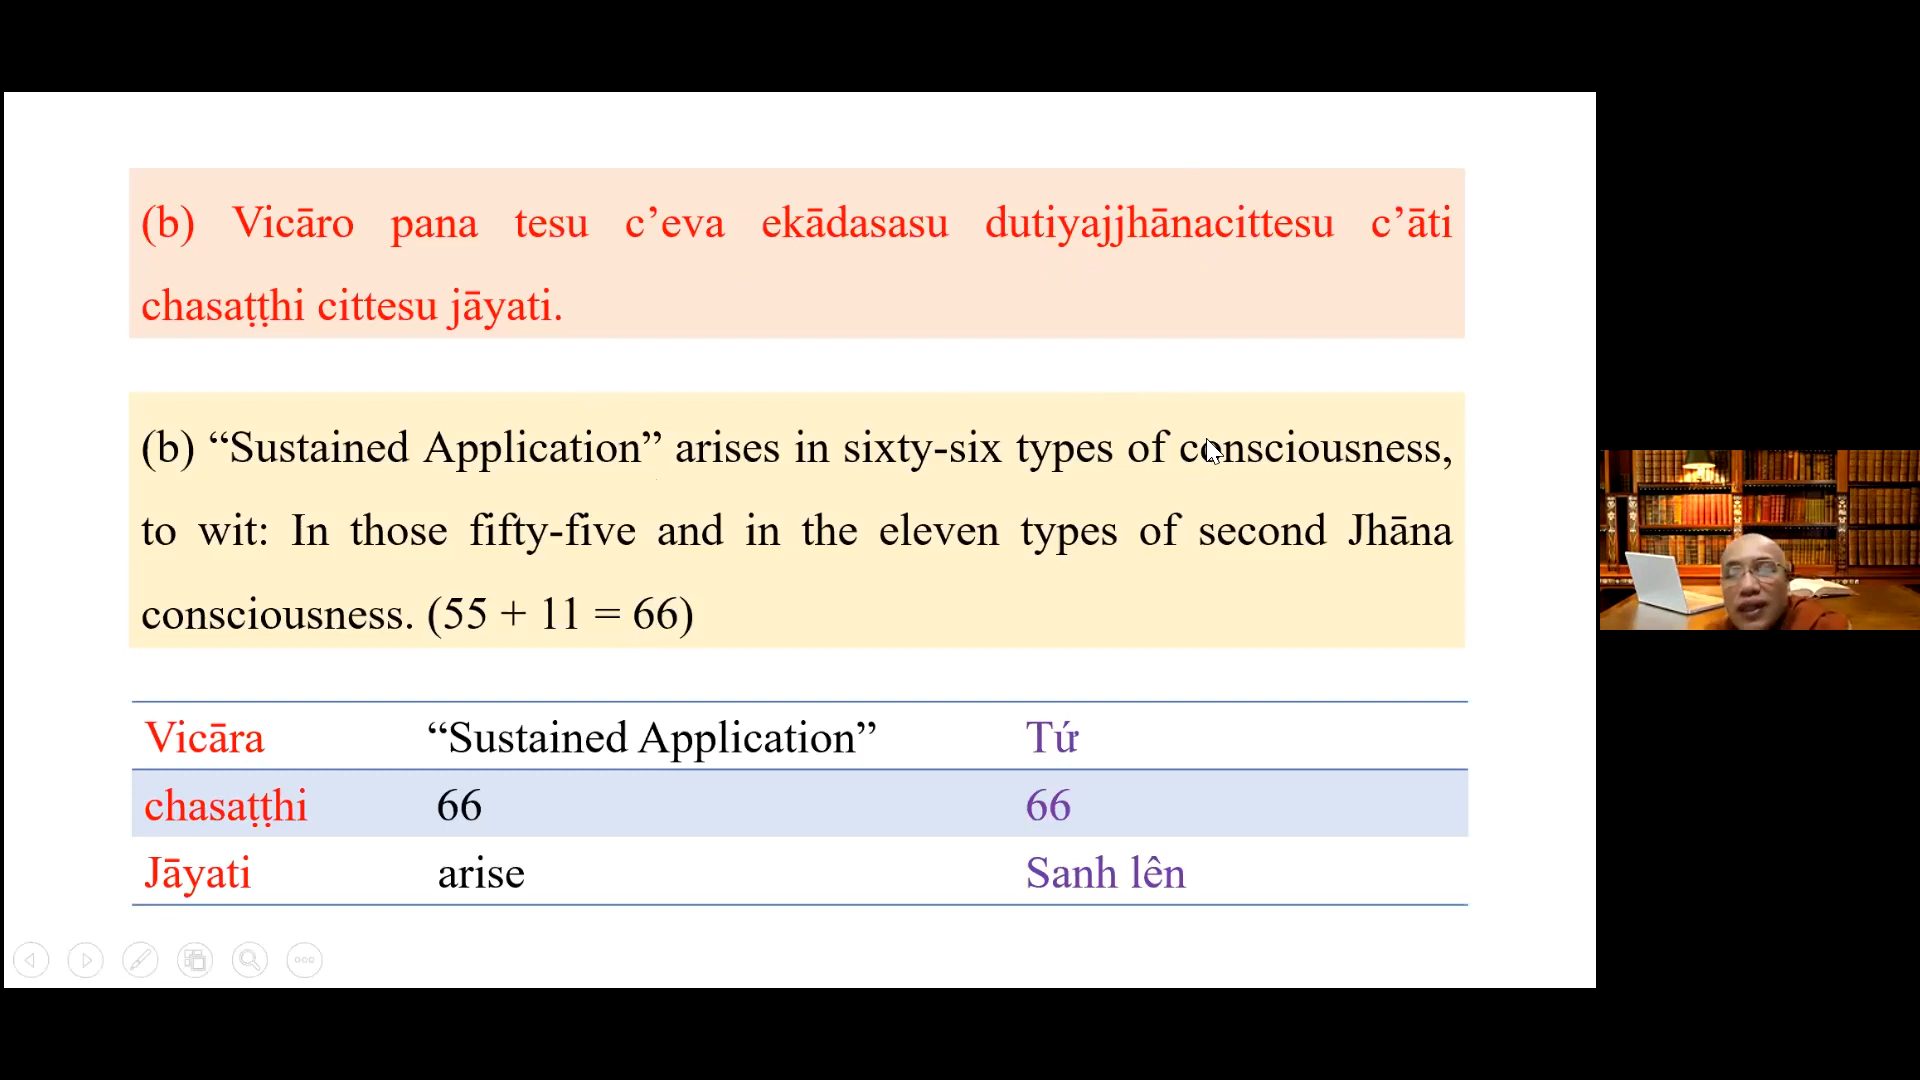 (b) Vicāro pana tesu c’eva ekādasasu dutiyajjhānacittesu c’āti
chasaṭṭhi cittesu jāyati.
(b) “Sustained Application” arises in sixty-six types of consciousness,
to wit: In those fifty-five and in the eleven types of second Jhāna
consciousness. (55 + 11 = 66)
Vicāra “Sustained Application” Tứ
chasaṭṭhi 66 66
Jāyati arise Sanh lên